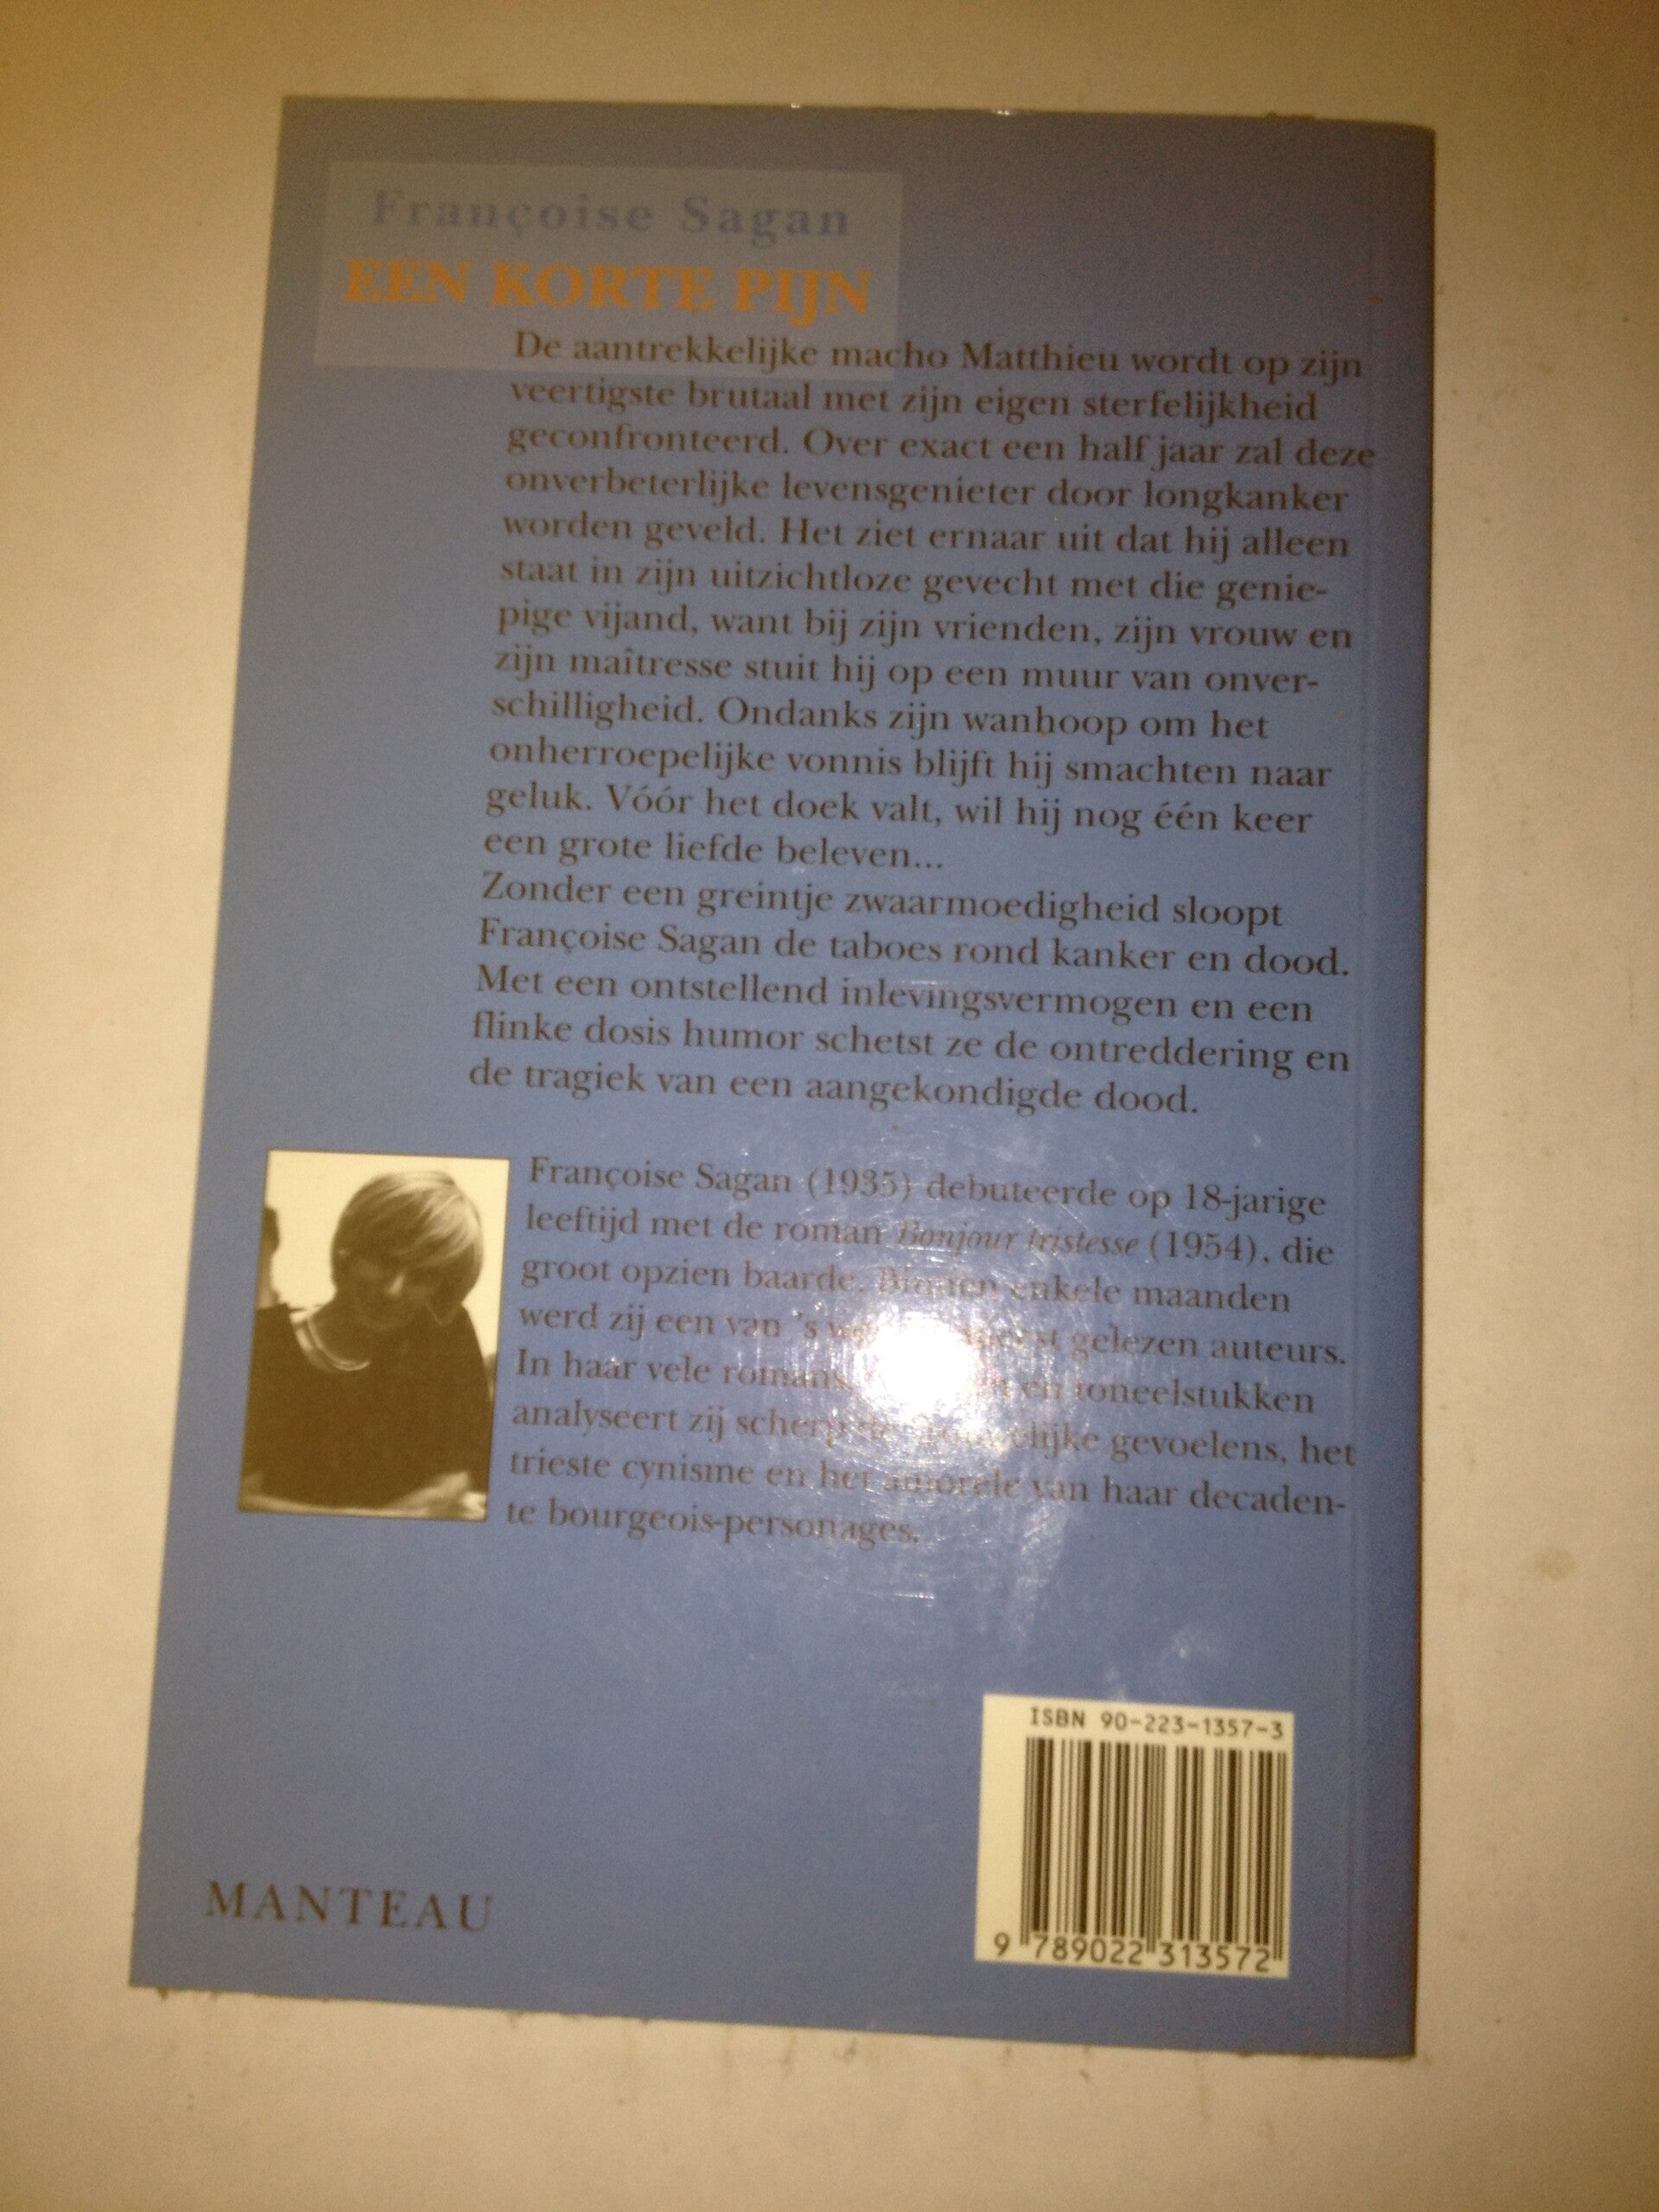 Françoise Sagan
EEN KORTE PIJN
De aantrekkelijke macho Matthieu wordt op zijn
veertigste brutaal met zijn eigen sterfelijkheid
geconfronteerd. Over exact een half jaar zal deze
onverbeterlijke levensgenieter door longkanker
worden geveld. Het ziet ernaar uit dat hij alleen
staat in zijn uitzichtloze gevecht met die genie-
pige vijand, want bij zijn vrienden, zijn vrouw en
zijn maîtresse stuit hij op een muur van onver-
schilligheid. Ondanks zijn wanhoop om het
onherroepelijke vonnis blijft hij smachten naar
geluk. Vóór het doek valt, wil hij nog één keer
een grote liefde beleven...
Zonder een greintje zwaarmoedigheid sloopt
Françoise Sagan de taboes rond kanker en dood.
Met een ontstellend inlevingsvermogen en een
flinke dosis humor schetst ze de ontreddering en
de tragiek van een aangekondigde dood.
Françoise Sagan (1935) debuteerde op 18-jarige
leeftijd met de roman Bonjour tristesse (1954), die
groot opzien baarde. Binnen enkele maanden
werd zij een van 's gelezen auteurs.
In haar vele romans, en toneelstukken
analyseert zij scherp de gevoelens, het
trieste cynisme en het amorele van haar decaden-
te bourgeois-personages.
ISBN 90-223-1357-3
9 789022 313572
MANTEAU